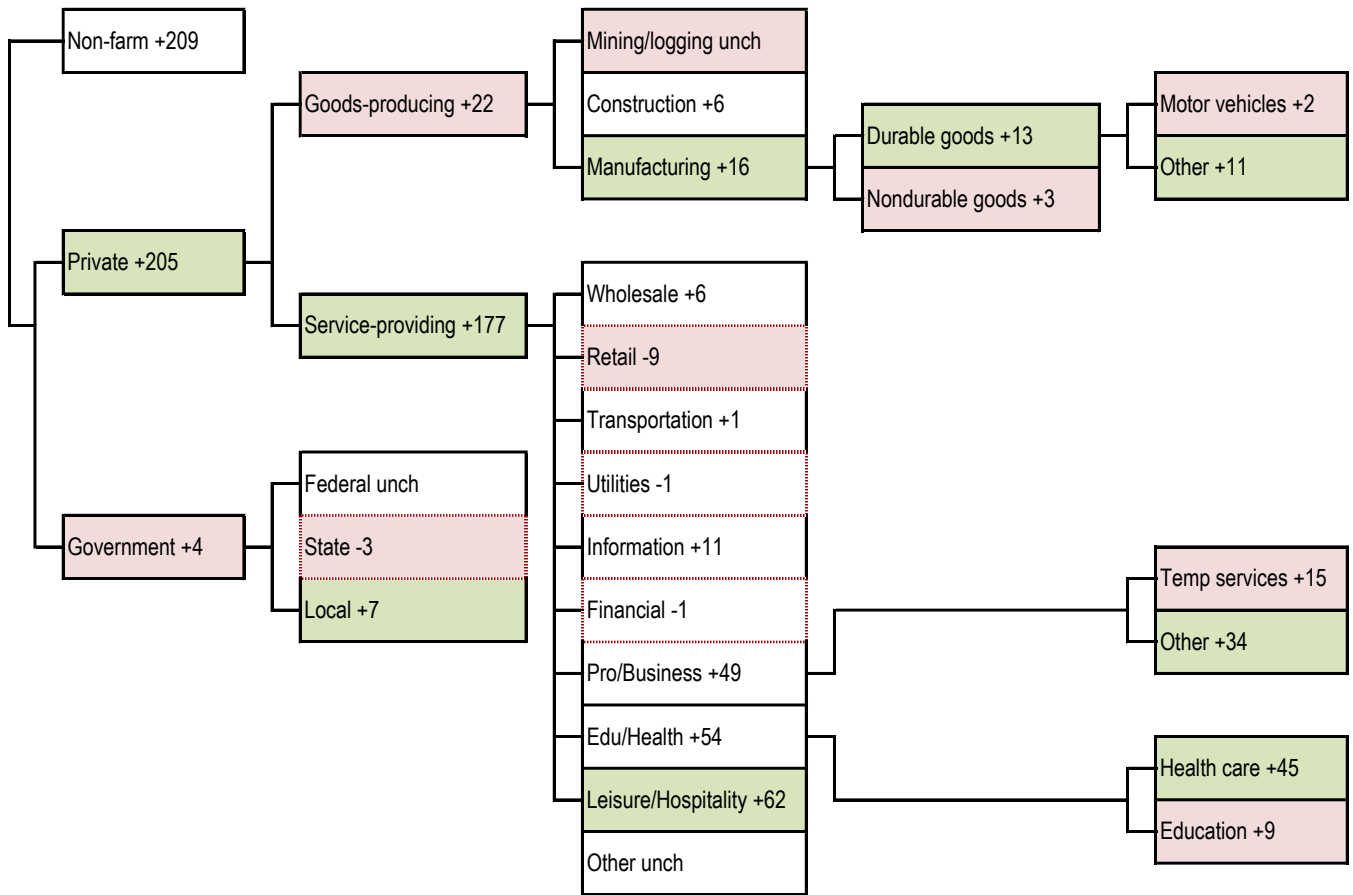 Non-farm +209
Private +205
Government +4
Goods-producing +22
Service-providing +177
Federal unch
State -3
Local +7
Mining/logging unch
Construction +6
Manufacturing +16
Wholesale +6
Retail -9
Transportation +1
Utilities -1
Information +11
Financial -1
Pro/Business +49
Edu/Health +54
Leisure/Hospitality +62
Other unch
Durable goods +13
Nondurable goods +3
Motor vehicles +2
Other +11
Temp services +15
Other +34
Health care +45
Education +9